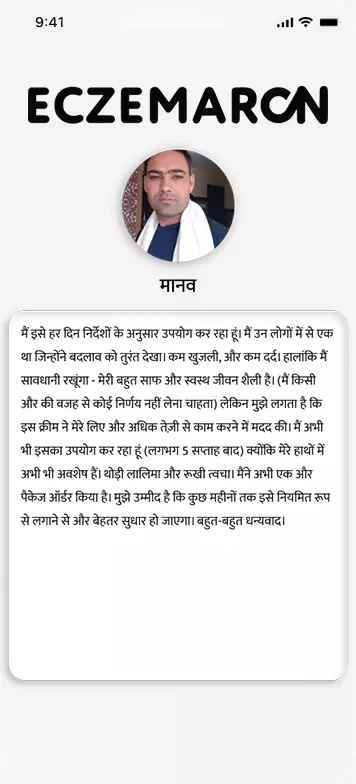 9:41
ECZEMARON
मानव
मैं इसे हर दिन निर्देशों के अनुसार उपयोग कर रहा हूं। मैं उन लोगों में से एक
था जिन्होंने बदलाव को तुरंत देखा। कम खुजली, और कम दर्द। हालांकि मैं
सावधानी रखूंगा - मेरी बहुत साफ और स्वस्थ जीवन शैली है। (मैं किसी
और की वजह से कोई निर्णय नहीं लेना चाहता) लेकिन मुझे लगता है कि
इस क्रीम ने मेरे लिए और अधिक तेज़ी से काम करने में मदद की। मैं अभी
भी इसका उपयोग कर रहा हूं (लगभग 5 सप्ताह बाद) क्योंकि मेरे हाथों में
अभी भी अवशेष हैं। थोड़ी लालिमा और रूखी त्वचा। मैंने अभी एक और
पैकेज ऑर्डर किया है। मुझे उम्मीद है कि कुछ महीनों तक इसे नियमित रूप
से लगाने से और बेहतर सुधार हो जाएगा। बहुत-बहुत धन्यवाद।